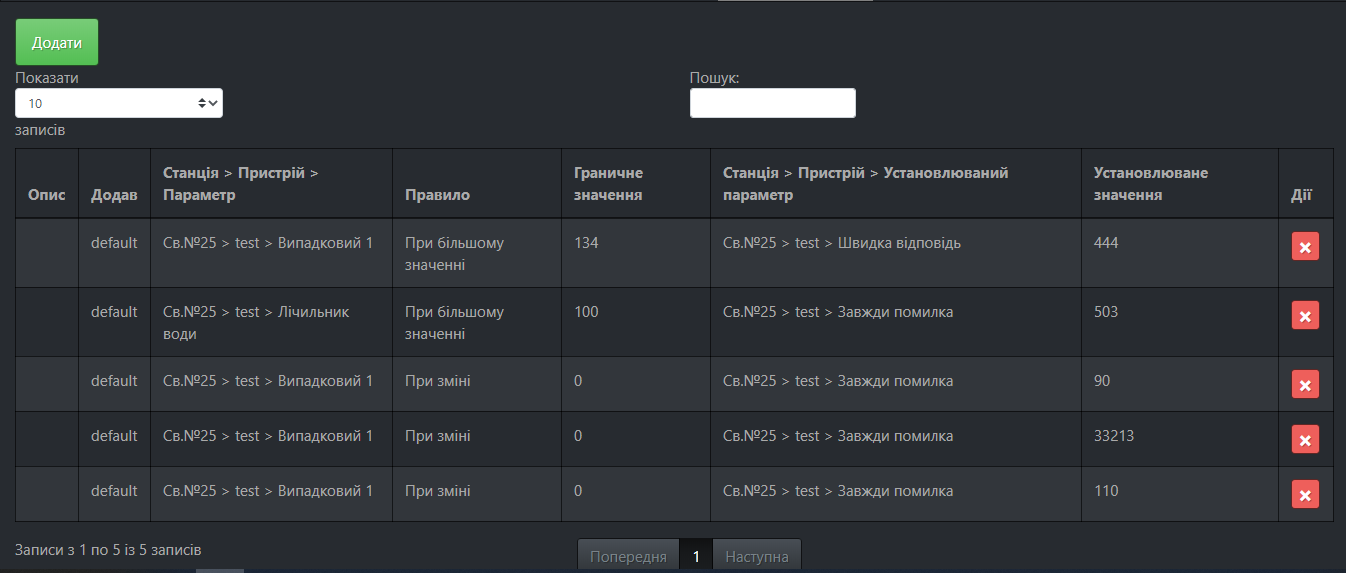 Додати
Показати
10
записів
Пошук:
Опис
Додав
Станція > Пристрій >
Параметр
Правило
Граничне
значення
Станція > Пристрій > Установлюваний
параметр
Установлюване
значення
Дії
default
Св.№25 > test > Випадковий 1
При більшому
значенні
134
Св.№25 > test > Швидка відповідь
444
default
Св.№25 > test > Лічильник
води
При більшому
значенні
100
Св.№25 > test > Завжди помилка
503
default
Св.№25 > test > Випадковий 1
При зміні
0
Св.№25 > test > Завжди помилка
90
default
Св.№25 > test > Випадковий 1
При зміні
0
Св.№25 > test > Завжди помилка
33213
default
Св.№25 > test > Випадковий 1
При зміні
0
Св.№25 > test > Завжди помилка
110
Записи з 1 по 5 із 5 записів
Попередня
1
Наступна